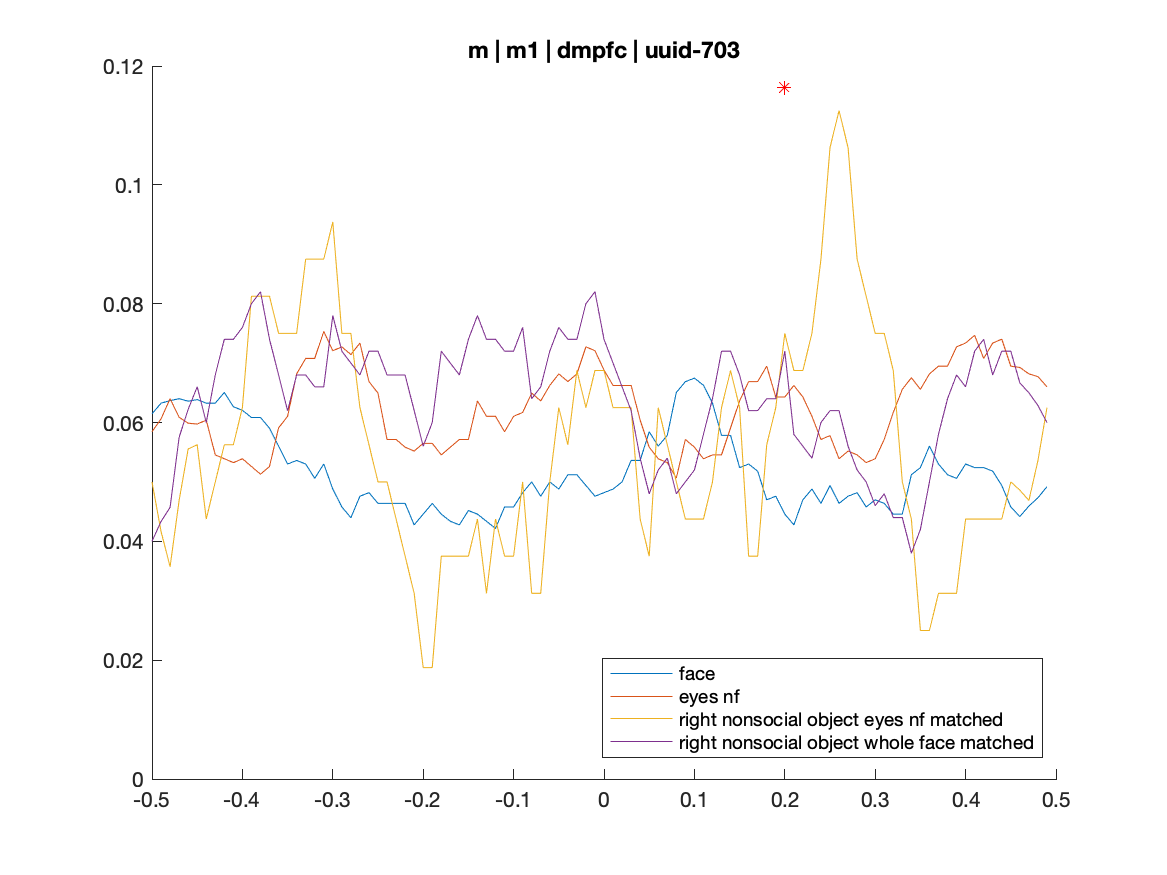 m | m1 | dmpfc | uuid-703
0.12
0.1
0.08
0.06
0.04
0.02
0
-0.5 -0.4 -0.3 -0.2 -0.1 0 0.1 0.2 0.3 0.4 0.5
face
eyes nf
right nonsocial object eyes nf matched
right nonsocial object whole face matched